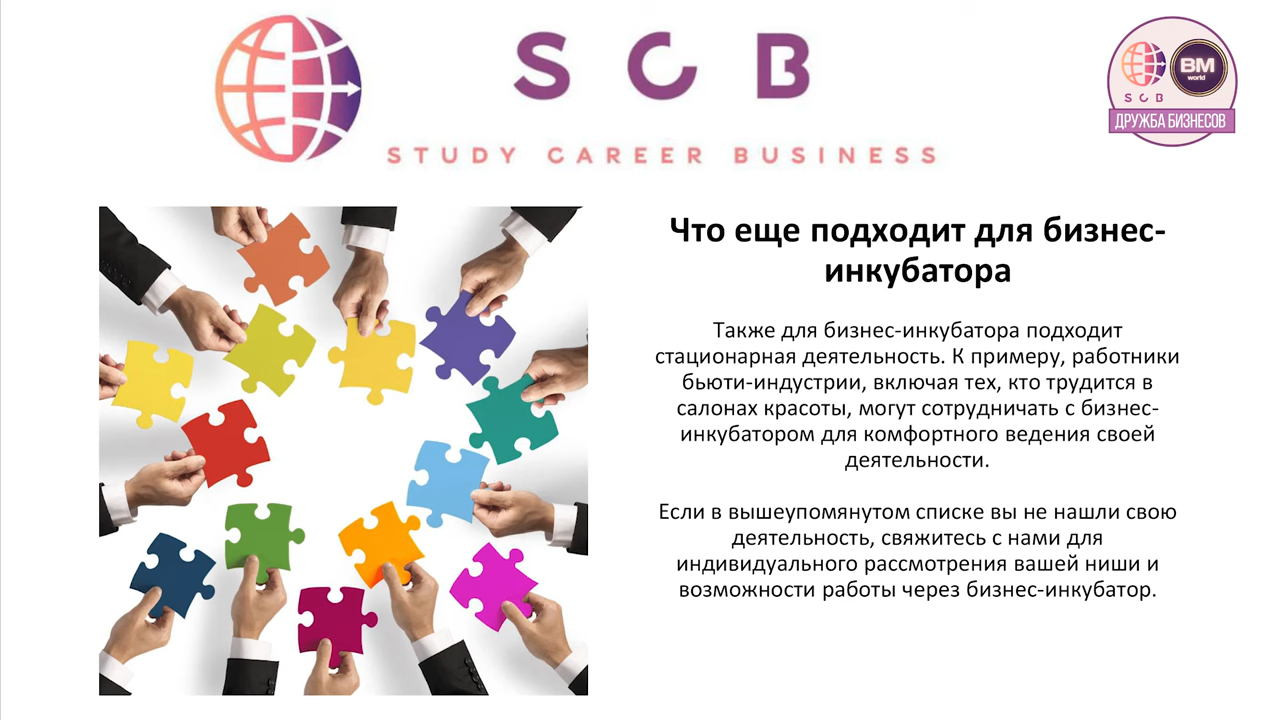 SCB
STUDY CAREER BUSINESS
BM
world
SCB
ДРУЖБА БИЗНЕСОВ
Что еще подходит для бизнес-
инкубатора
Также для бизнес-инкубатора подходит
стационарная деятельность. К примеру, работники
бьюти-индустрии, включая тех, кто трудится в
салонах красоты, могут сотрудничать с бизнес-
инкубатором для комфортного ведения своей
деятельности.
Если в вышеупомянутом списке вы не нашли свою
деятельность, свяжитесь с нами для
индивидуального рассмотрения вашей ниши и
возможности работы через бизнес-инкубатор.